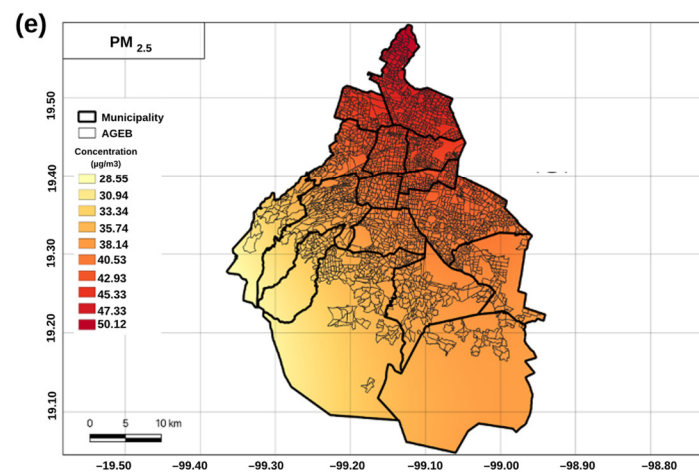 (e)
PM 2.5
Municipality
AGEB
Concentration
(µg/m3)
28.55
30.94
33.34
35.74
38.14
40.53
42.93
45.33
47.33
50.12
19.50
19.40
19.30
19.20
19.10
0 5 10 km
−99.50 −99.40 −99.30 −99.20 −99.10 −99.00 −98.90 −98.80